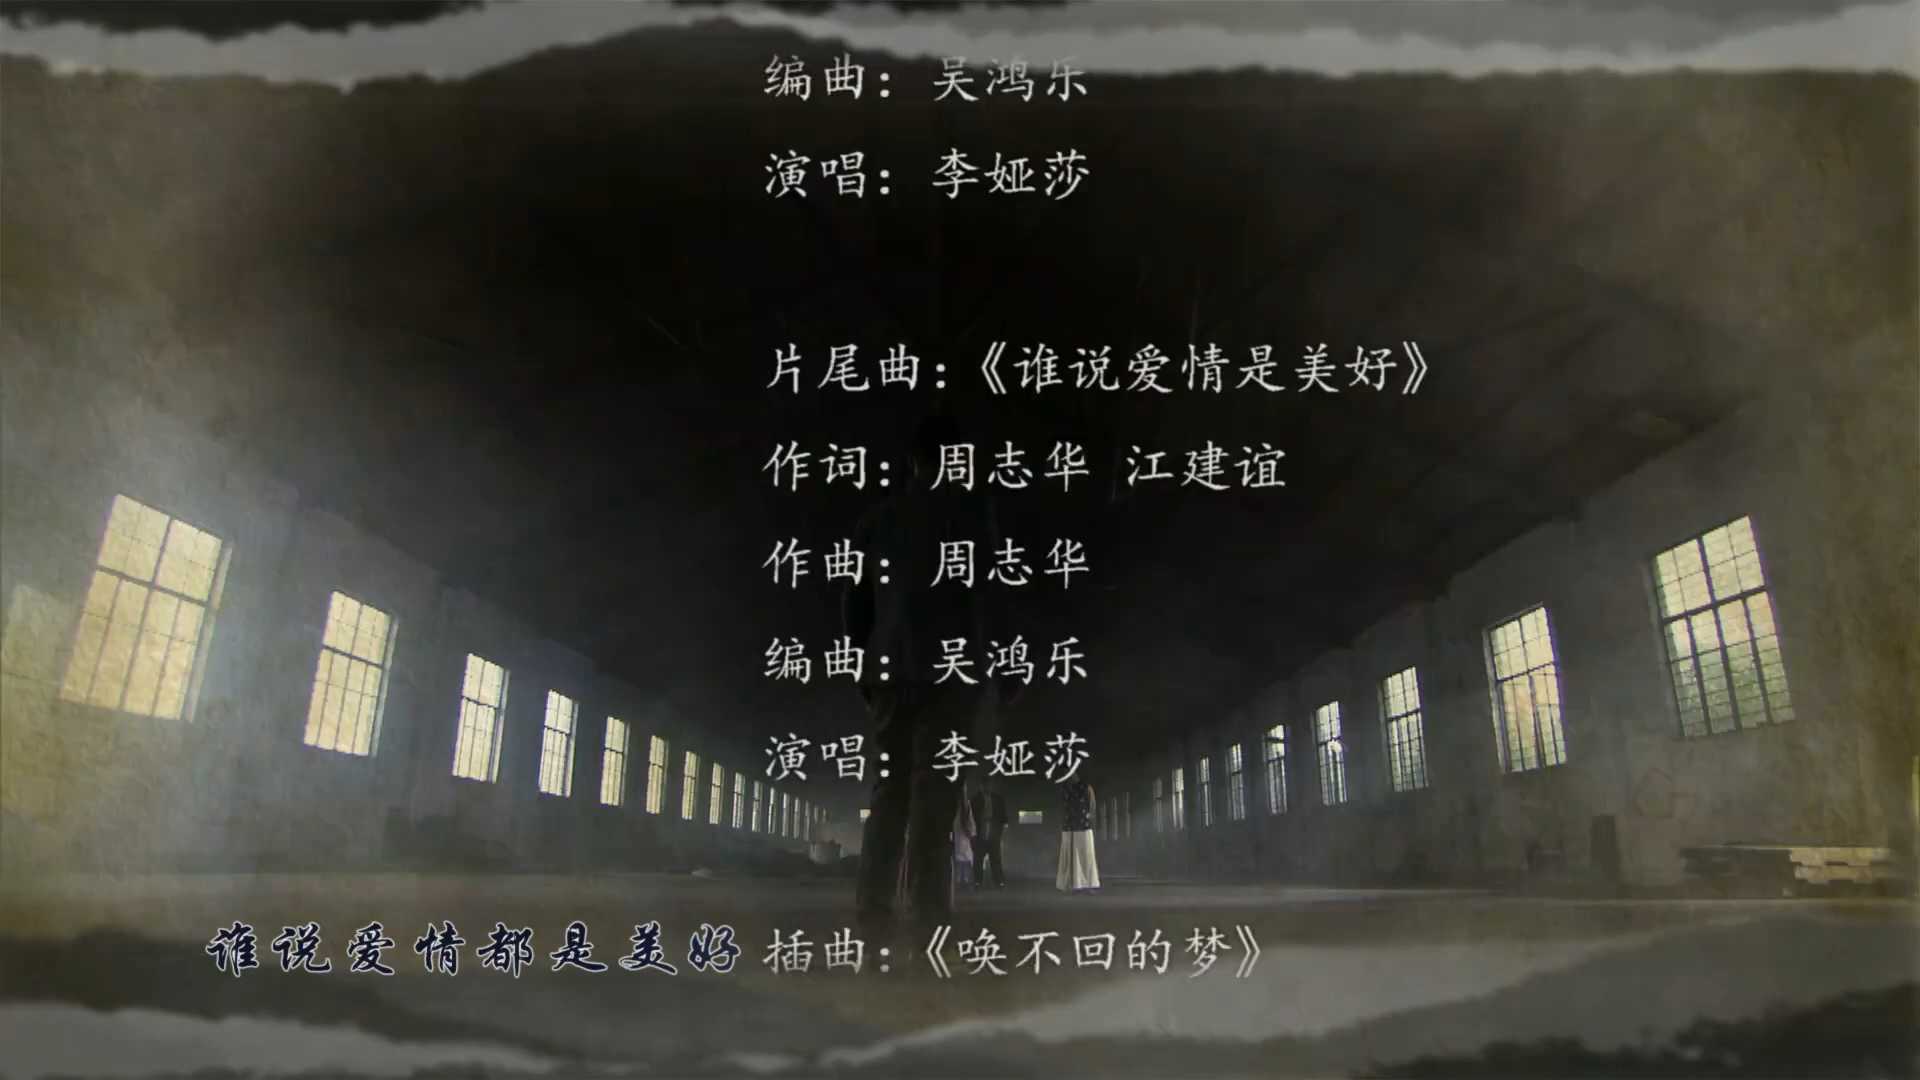 编曲：吴鸿乐
演唱：李娅莎
片尾曲：《谁说爱情是美好》
作词：周志华 江建谊
作曲：周志华
编曲：吴鸿乐
演唱：李娅莎
谁说爱情都是美好
插曲：《唤不回的梦》